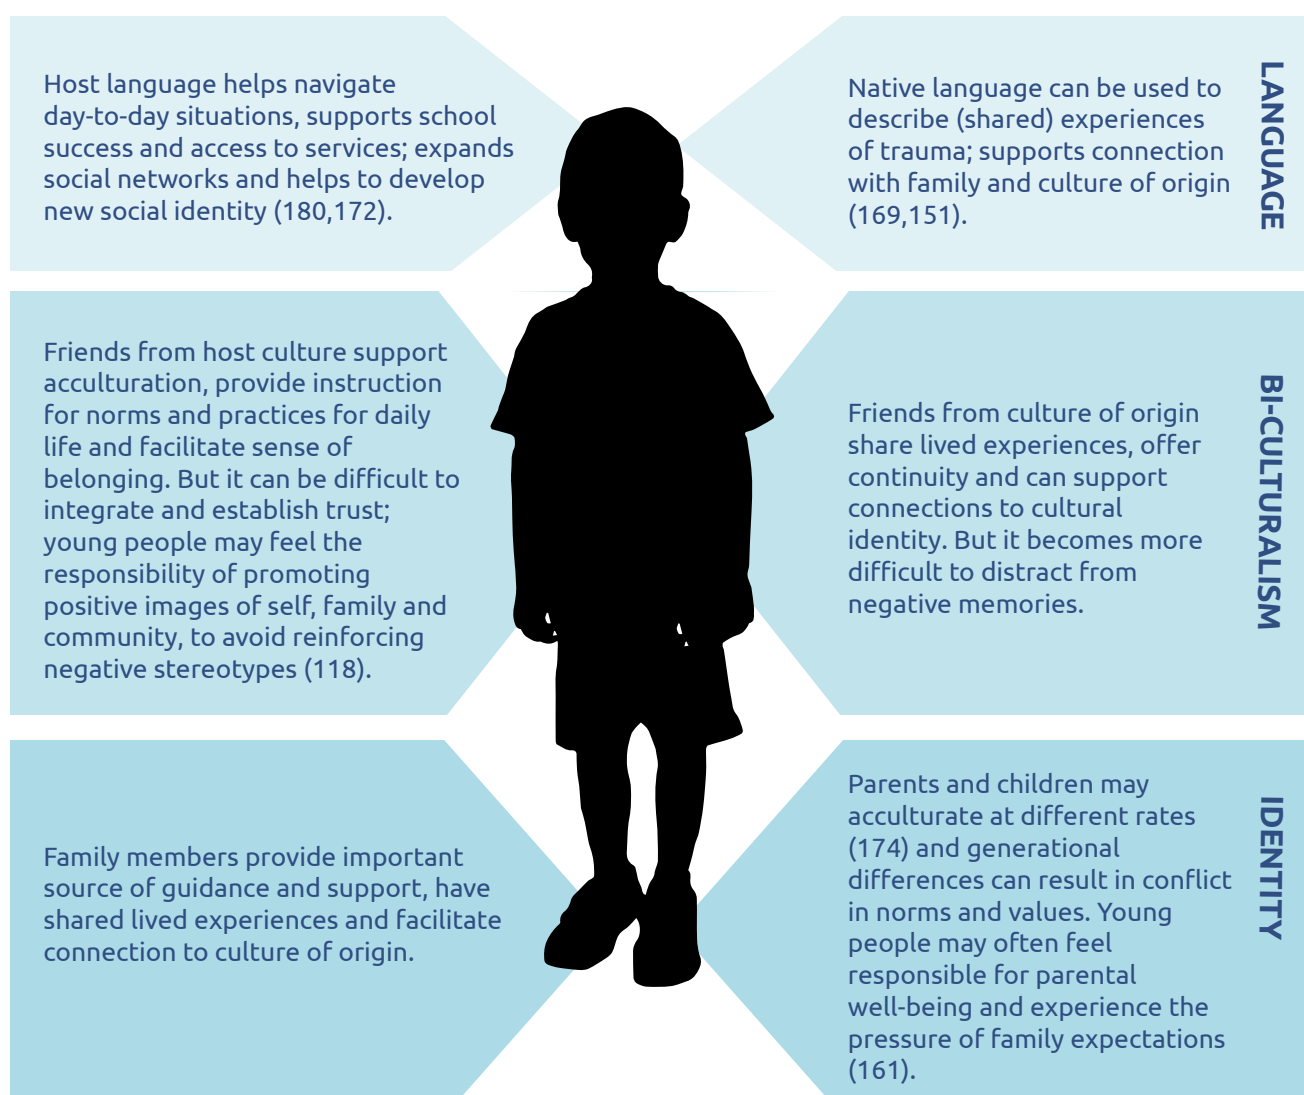 Host language helps navigate
day-to-day situations, supports school
success and access to services; expands
social networks and helps to develop
new social identity (180,172).
Native language can be used to
describe (shared) experiences
of trauma; supports connection
with family and culture of origin
(169,151).
LANGUAGE
Friends from host culture support
acculturation, provide instruction
for norms and practices for daily
life and facilitate sense of
belonging. But it can be difficult to
integrate and establish trust;
young people may feel the
responsibility of promoting
positive images of self, family and
community, to avoid reinforcing
negative stereotypes (118).
Friends from culture of origin
share lived experiences, offer
continuity and can support
connections to cultural
identity. But it becomes more
difficult to distract from
negative memories.
BI-CULTURALISM
Family members provide important
source of guidance and support, have
shared lived experiences and facilitate
connection to culture of origin.
Parents and children may
acculturate at different rates
(174) and generational
differences can result in conflict
in norms and values. Young
people may often feel
responsible for parental
well-being and experience the
pressure of family expectations
(161).
IDENTITY